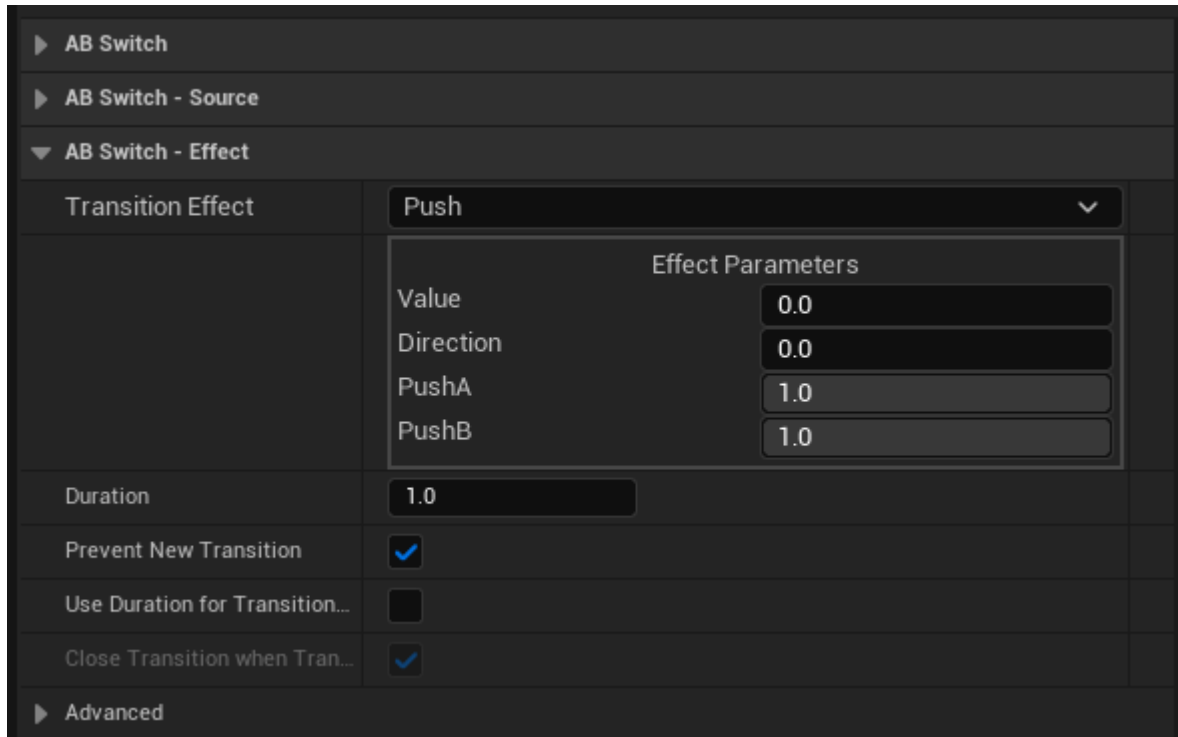 AB Switch
AB Switch - Source
AB Switch - Effect
Transition Effect Push
Effect Parameters
Value 0.0
Direction 0.0
PushA 1.0
PushB 1.0
Duration 1.0
Prevent New Transition
Use Duration for Transition...
Close Transition when Tran...
Advanced